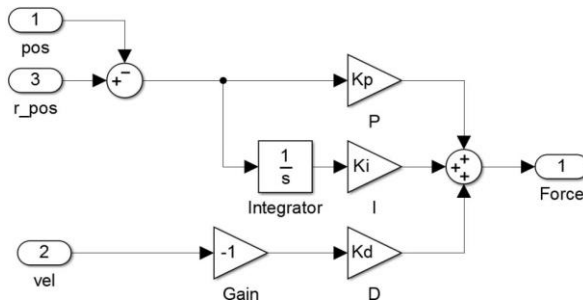 1
pos
3
r_pos
−
+
Kp
P
1
s
Integrator
Ki
I
+
+
+
1
Force
2
vel
-1
Gain
Kd
D